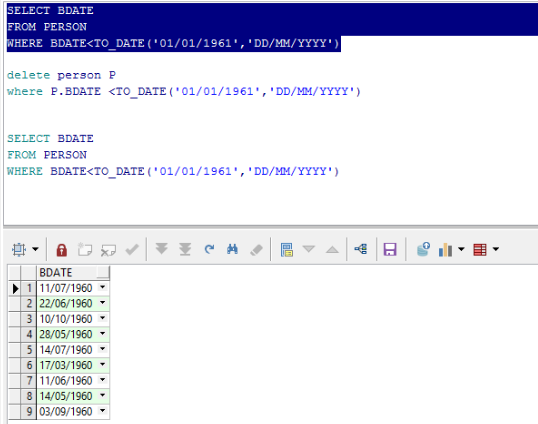 SELECT BDATE
FROM PERSON
WHERE BDATE<TO_DATE('01/01/1961','DD/MM/YYYY')
delete person P
where P.BDATE <TO_DATE('01/01/1961','DD/MM/YYYY')
SELECT BDATE
FROM PERSON
WHERE BDATE<TO_DATE('01/01/1961','DD/MM/YYYY')
BDATE
1 11/07/1960
2 22/06/1960
3 10/10/1960
4 28/05/1960
5 14/07/1960
6 17/03/1960
7 11/06/1960
8 14/05/1960
9 03/09/1960